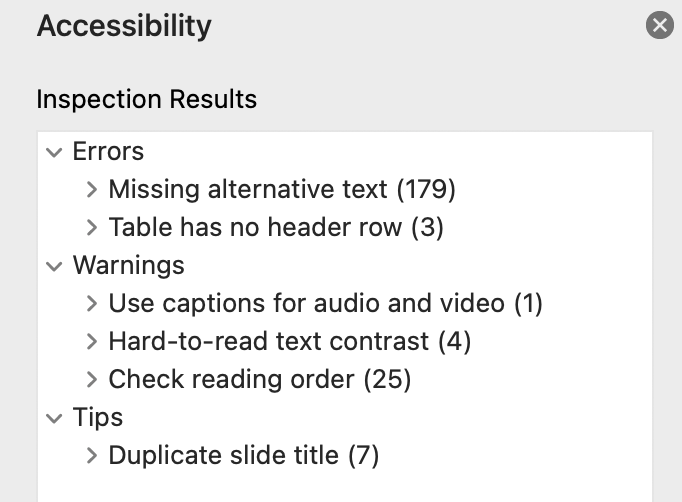 Accessibility
Inspection Results
Errors
Missing alternative text (179)
Table has no header row (3)
Warnings
Use captions for audio and video (1)
Hard-to-read text contrast (4)
Check reading order (25)
Tips
Duplicate slide title (7)